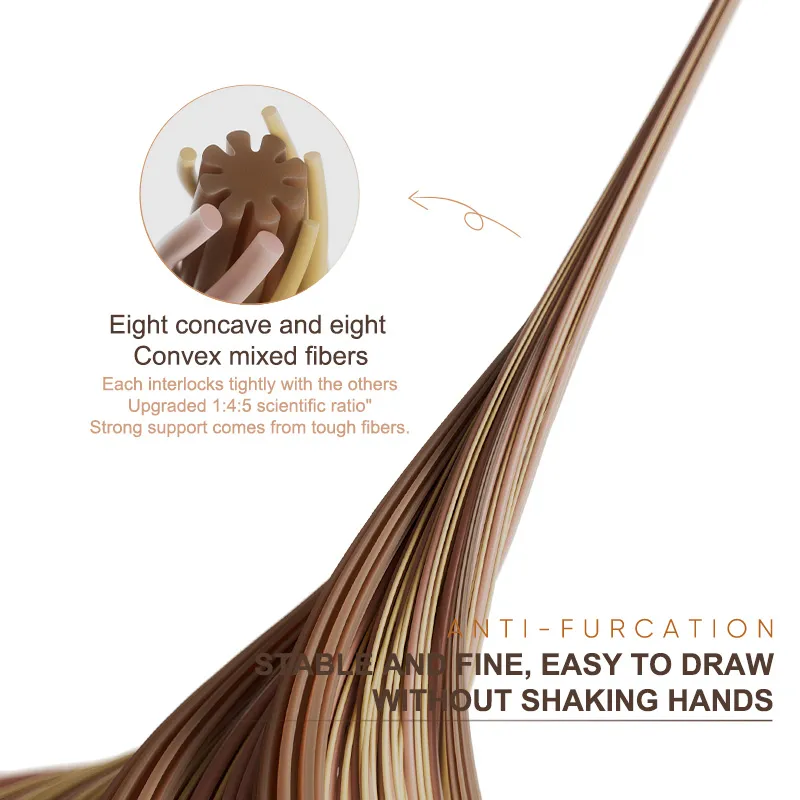 Eight concave and eight
Convex mixed fibers
Each interlocks tightly with the others
Upgraded 1:4:5 scientific ratio"
Strong support comes from tough fibers.
ANTI-FURCATION
STABLE AND FINE, EASY TO DRAW
WITHOUT SHAKING HANDS